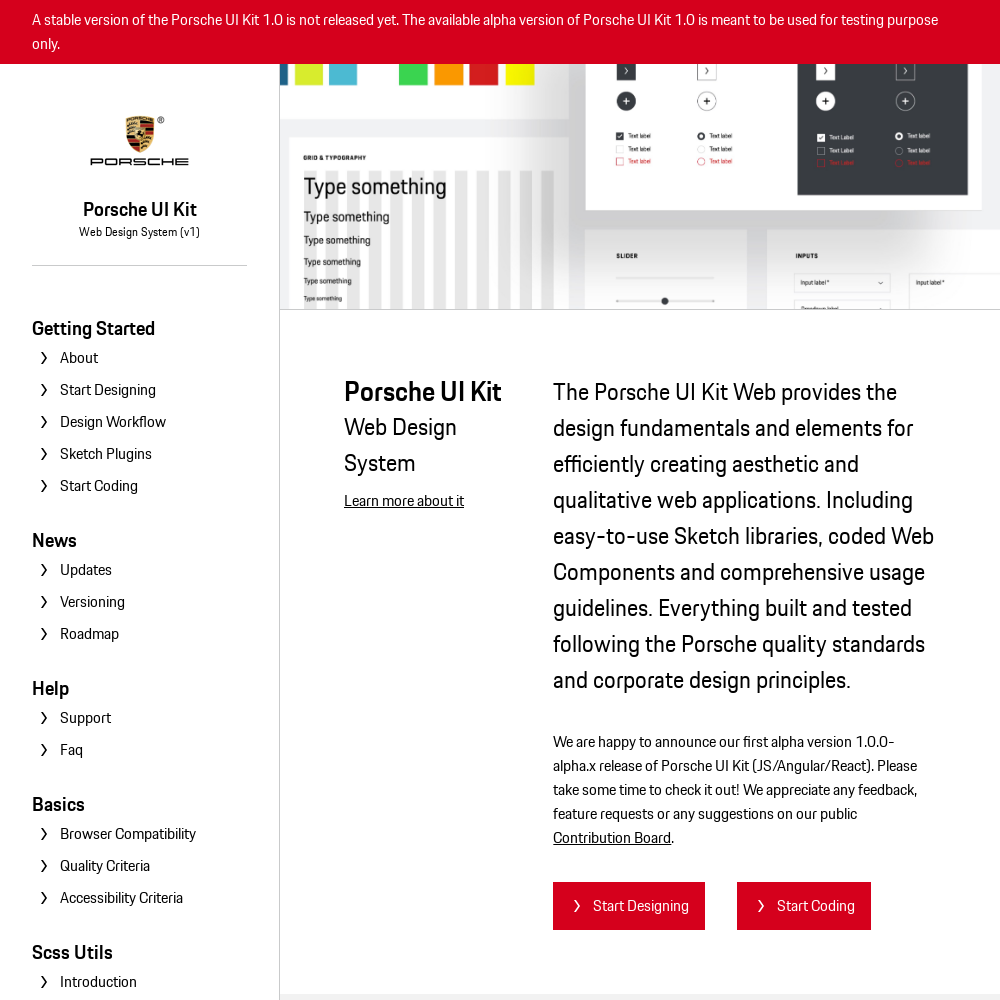 A stable version of the Porsche UI Kit 1.0 is not released yet. The available alpha version of Porsche UI Kit 1.0 is meant to be used for testing purpose
only.
®
PORSCHE
Porsche UI Kit
Web Design System (v1)
Getting Started
About
Start Designing
Design Workflow
Sketch Plugins
Start Coding
News
Updates
Versioning
Roadmap
Help
Support
Faq
Basics
Browser Compatibility
Quality Criteria
Accessibility Criteria
Scss Utils
Introduction
GRID & TYPOGRAPHY
Type something
Type something
Type something
Type something
Type something
Type something
Text label
Text label
Text label
Text label
Text label
Text label
Text Label
Text Label
Text Label
Text label
Text label
Text label
SLIDER
INPUTS
Input label*
Input label*
Porsche UI Kit
Web Design
System
Learn more about it
The Porsche UI Kit Web provides the
design fundamentals and elements for
efficiently creating aesthetic and
qualitative web applications. Including
easy-to-use Sketch libraries, coded Web
Components and comprehensive usage
guidelines. Everything built and tested
following the Porsche quality standards
and corporate design principles.
We are happy to announce our first alpha version 1.0.0-
alpha.x release of Porsche UI Kit (JS/Angular/React). Please
take some time to check it out! We appreciate any feedback,
feature requests or any suggestions on our public
Contribution Board.
Start Designing
Start Coding